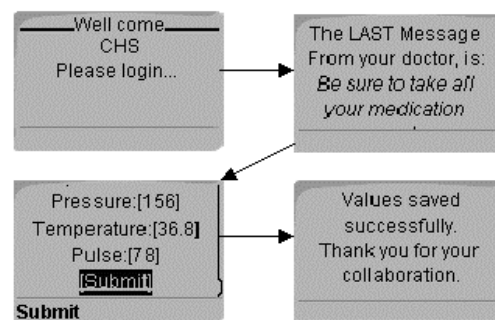 Well come
CHS
Please login...
The LAST Message
From your doctor, is:
Be sure to take all
your medication
Pressure:[156]
Temperature:[36.8]
Pulse:[78]
[Submit]
Submit
Values saved
successfully.
Thank you for your
collaboration.